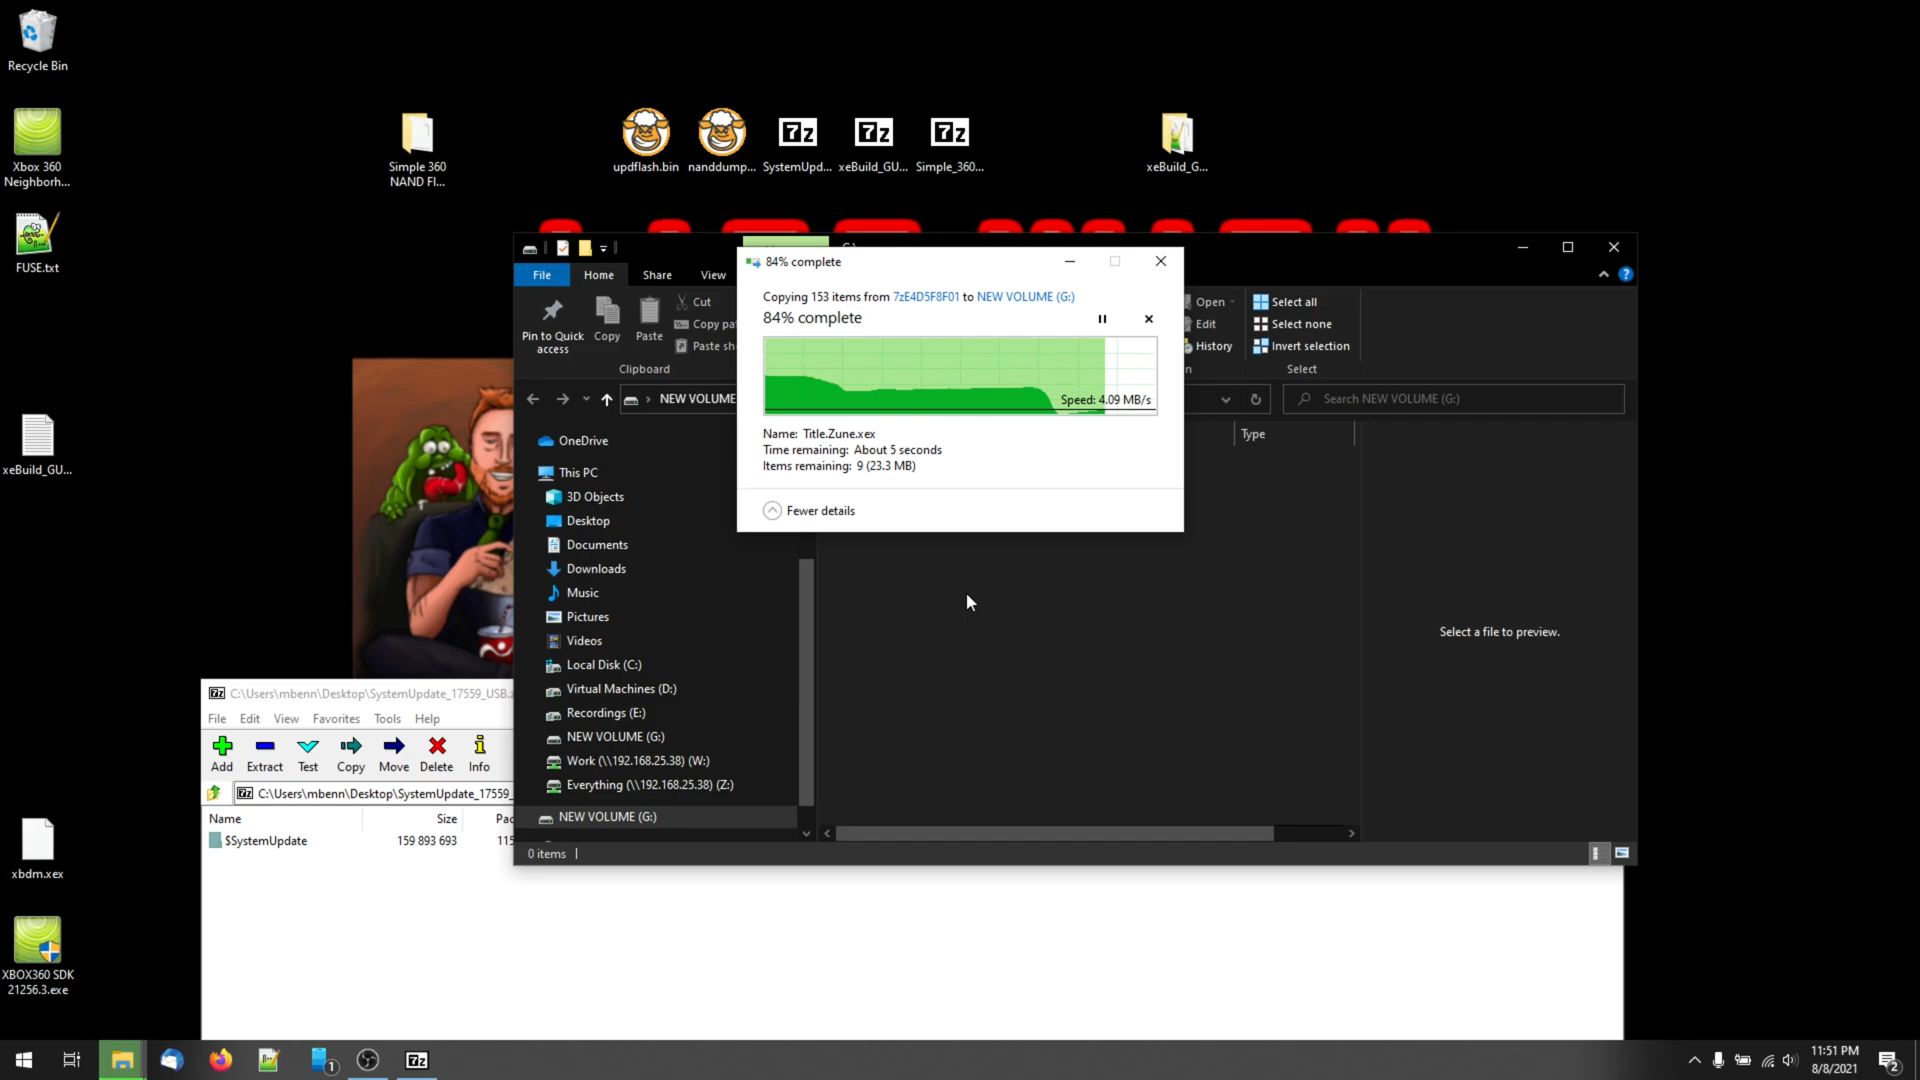 Recycle Bin
Xbox 360
Neighborh...
FUSE.txt
xeBuild_GU...
xbdm.xex
XBOX360 SDK
21256.3.exe
Simple 360
NAND Fl...
updflash.bin
nanddump...
SystemUpd...
xeBuild_GU...
Simple_360...
xeBuild_G...
File
Home
Share
View
Pin to Quick
access
Copy
Paste
Cut
Copy pa
Paste sh
Clipboard
Open
Edit
History
Select all
Select none
Invert selection
Select
NEW VOLUME
Search NEW VOLUME (G:)
Type
84% complete
Copying 153 items from 7zE4D5F8F01 to NEW VOLUME (G:)
84% complete
Speed: 4.09 MB/s
Name: Title.Zune.xex
Time remaining: About 5 seconds
Items remaining: 9 (23.3 MB)
Fewer details
OneDrive
This PC
3D Objects
Desktop
Documents
Downloads
Music
Pictures
Videos
Local Disk (C:)
Virtual Machines (D:)
Recordings (E:)
NEW VOLUME (G:)
Work (\\192.168.25.38) (W:)
Everything (\\192.168.25.38) (Z:)
NEW VOLUME (G:)
0 items
Select a file to preview.
C:\Users\mbenn\Desktop\SystemUpdate_17559_USB.z
File Edit View Favorites Tools Help
Add Extract Test Copy Move Delete Info
C:\Users\mbenn\Desktop\SystemUpdate_17559_
Name Size Pac
$SystemUpdate 159 893 693 115
7z
1
11:51 PM
8/8/2021
2